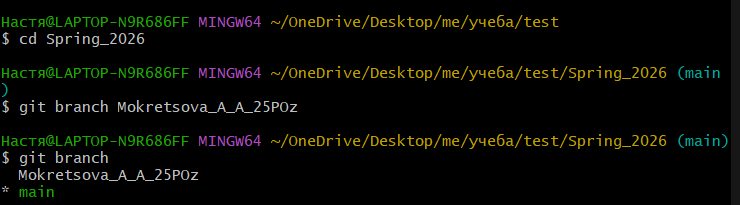 Настя@LAPTOP-N9R686FF MINGW64 ~/OneDrive/Desktop/me/учеба/test
$ cd Spring_2026
Настя@LAPTOP-N9R686FF MINGW64 ~/OneDrive/Desktop/me/учеба/test/Spring_2026 (main
)
$ git branch Mokretsova_A_A_25POz
Настя@LAPTOP-N9R686FF MINGW64 ~/OneDrive/Desktop/me/учеба/test/Spring_2026 (main)
$ git branch
  Mokretsova_A_A_25POz
* main